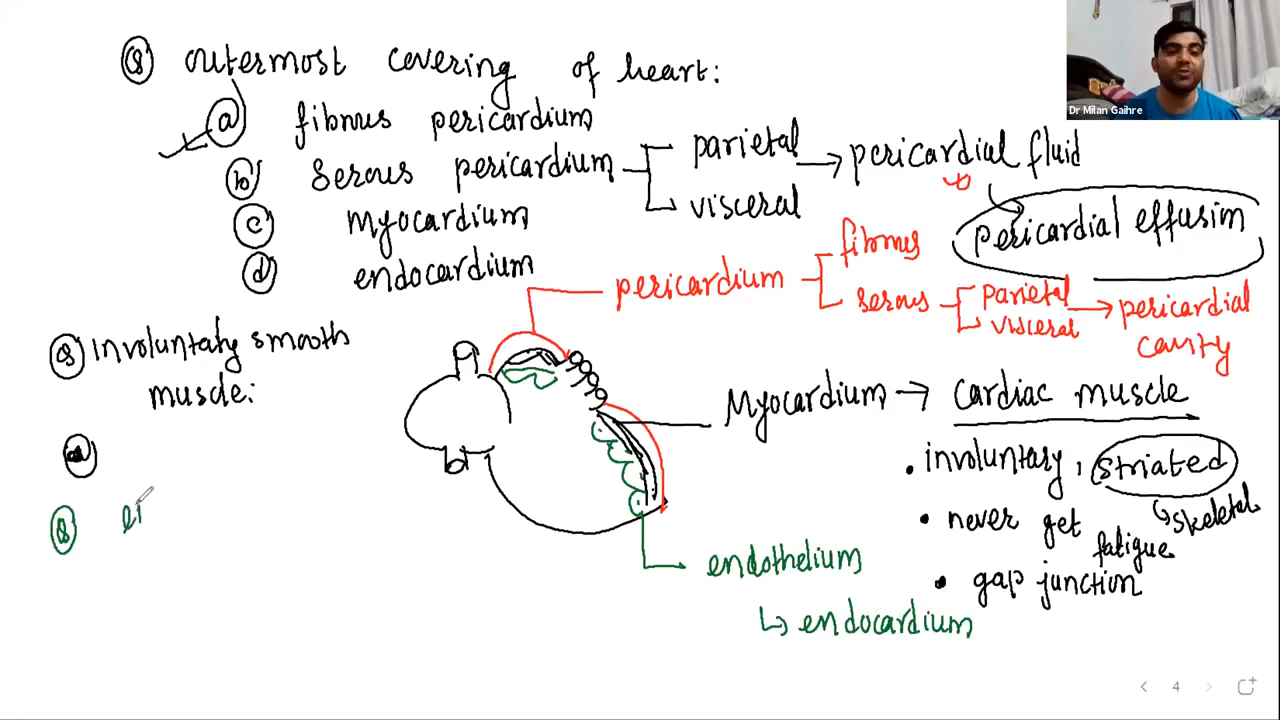 Q outermost covering of heart:
a fibrous pericardium
b serous pericardium parietal → pericardial fluid
visceral
pericardial effusion
c myocardium
d endocardium
pericardium fibrous
serous parietal → pericardial
visceral cavity
Q Involuntary smooth
muscle:
Myocardium → cardiac muscle
• involuntary, striated
skeletal
• never get
fatigue
• gap junction
Q
endothelium
↳ endocardium
Dr Milan Gaihre
4